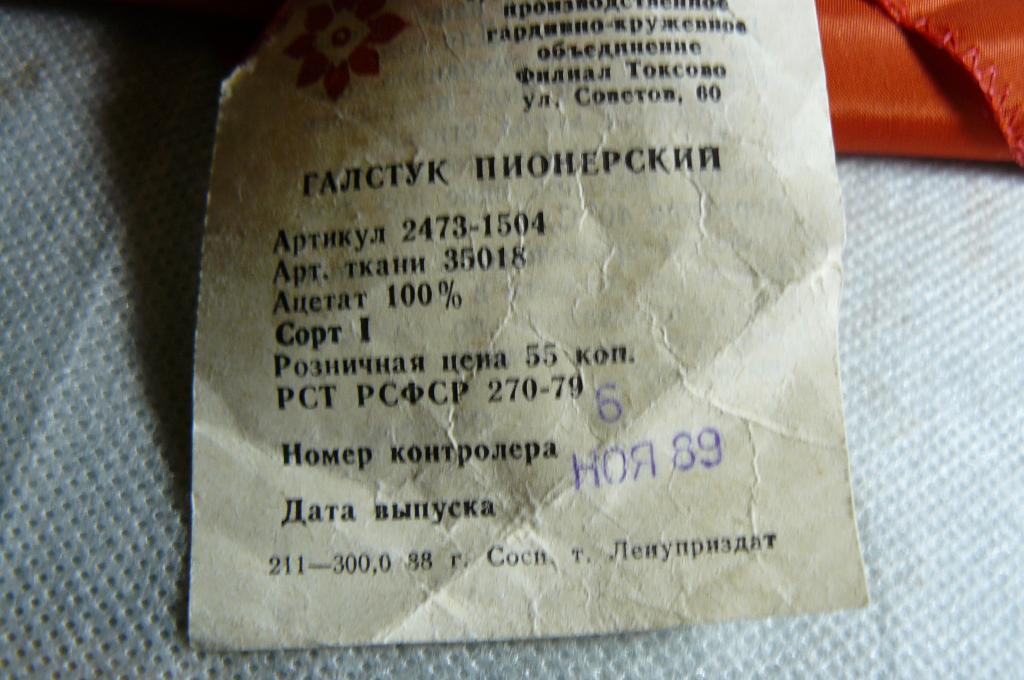 производственное
гардинно-кружевное
объединение
Филиал Токсово
ул. Советов, 60
ГАЛСТУК ПИОНЕРСКИЙ
Артикул 2473-1504
Арт. ткани 35018
Ацетат 100%
Сорт I
Розничная цена 55 коп.
РСТ РСФСР 270-79
6
Номер контролера
НОЯ 89
Дата выпуска
211—300,0 88 г. Сосн. т. Ленуприздат